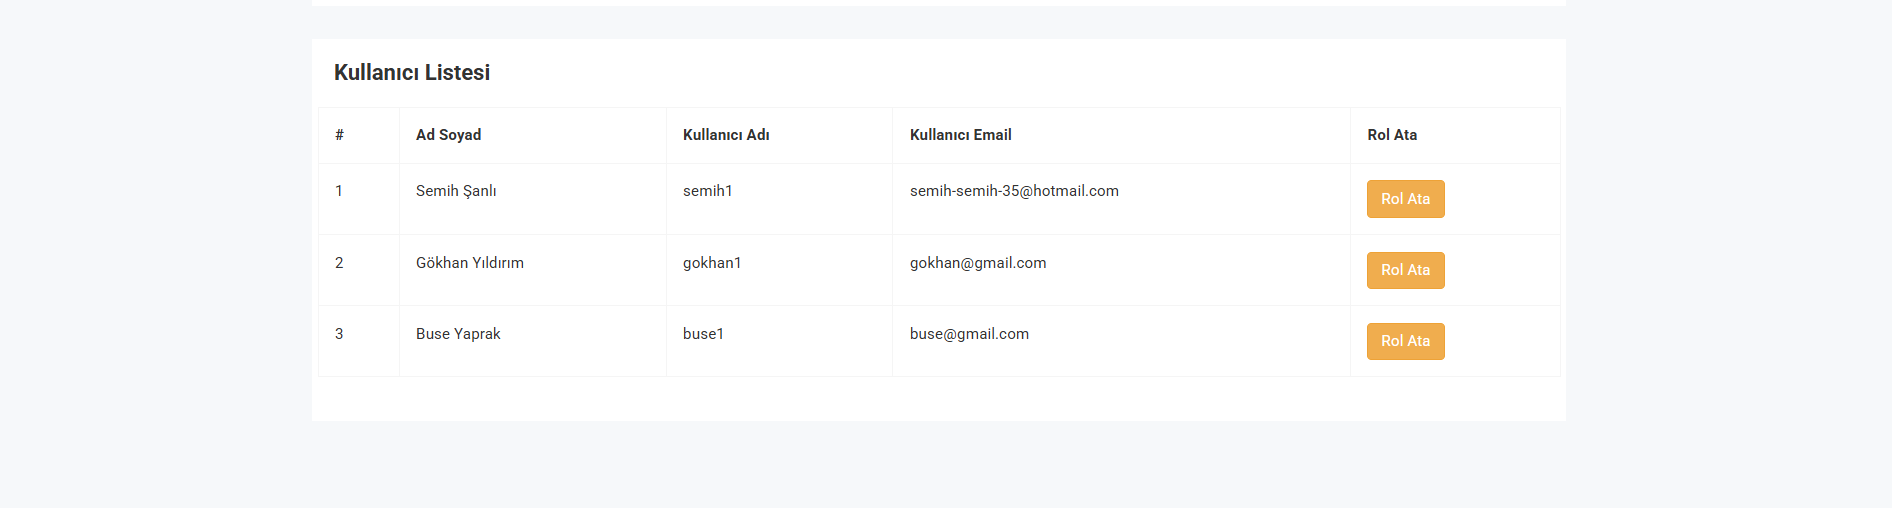 Kullanıcı Listesi
# Ad Soyad Kullanıcı Adı Kullanıcı Email Rol Ata
1 Semih Şanlı semih1 semih-semih-35@hotmail.com Rol Ata
2 Gökhan Yıldırım gokhan1 gokhan@gmail.com Rol Ata
3 Buse Yaprak buse1 buse@gmail.com Rol Ata